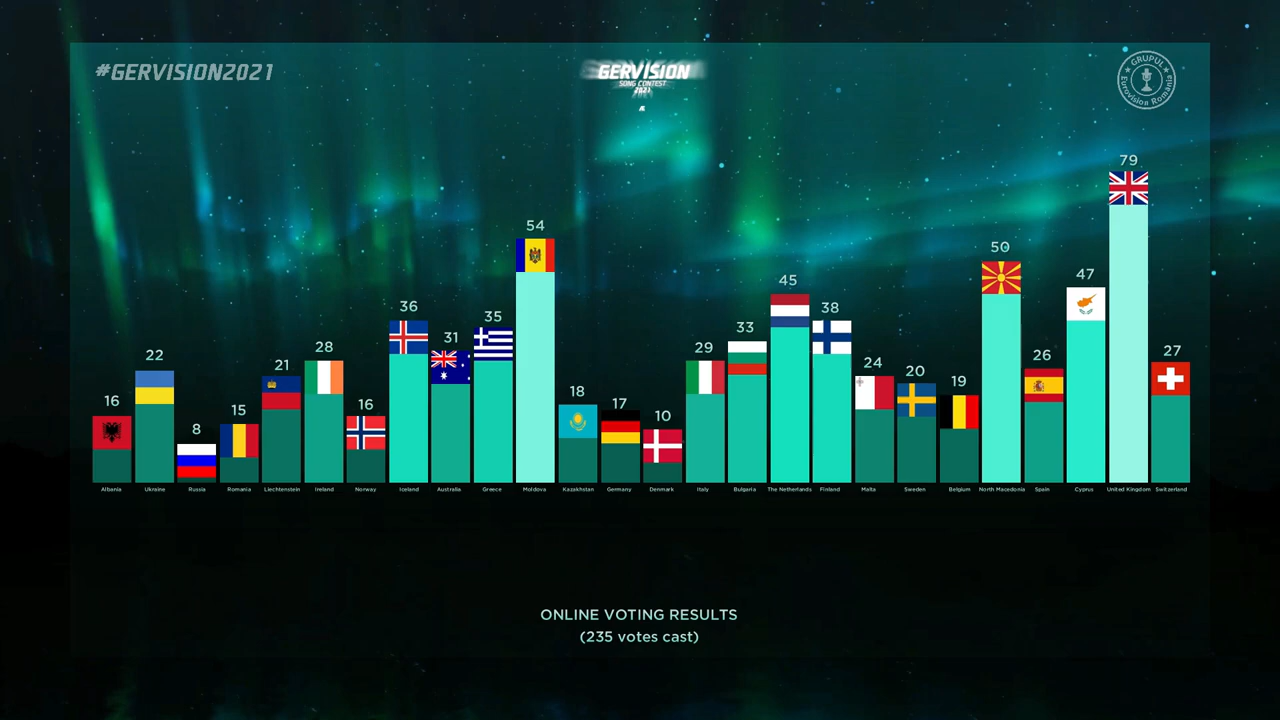 #GERVISION2021
GERVISION
SONG CONTEST
2021
GRUPUL
Eurovision Romania
79
54
50
47
45
38
36
35
33
31
29
28
27
26
24
22
21
20
19
18
17
16
16
15
10
8
Albania
Ukraine
Russia
Romania
Liechtenstein
Ireland
Norway
Iceland
Australia
Greece
Moldova
Kazakhstan
Germany
Denmark
Italy
Bulgaria
The Netherlands
Finland
Malta
Sweden
Belgium
North Macedonia
Spain
Cyprus
United Kingdom
Switzerland
ONLINE VOTING RESULTS
(235 votes cast)